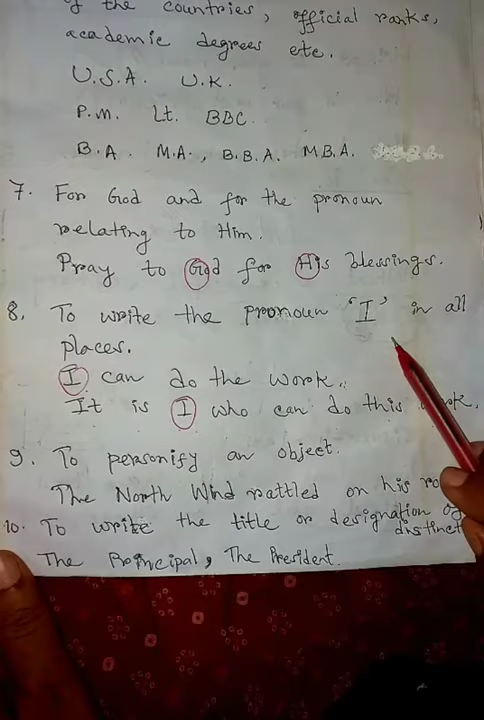 of the countries, official ranks,
academic degrees etc.
U.S.A. U.K.
P.M. Lt. BBC.
B.A. M.A., B.B.A. M.B.A.
7. For God and for the pronoun
relating to Him.
Pray to God for His blessings.
8. To write the pronoun 'I' in all
places.
I can do the work.
It is I who can do this
9. To personify an object.
The North Wind rattled on his
10. To write the title or designation of
distinct
The Principal, The President.